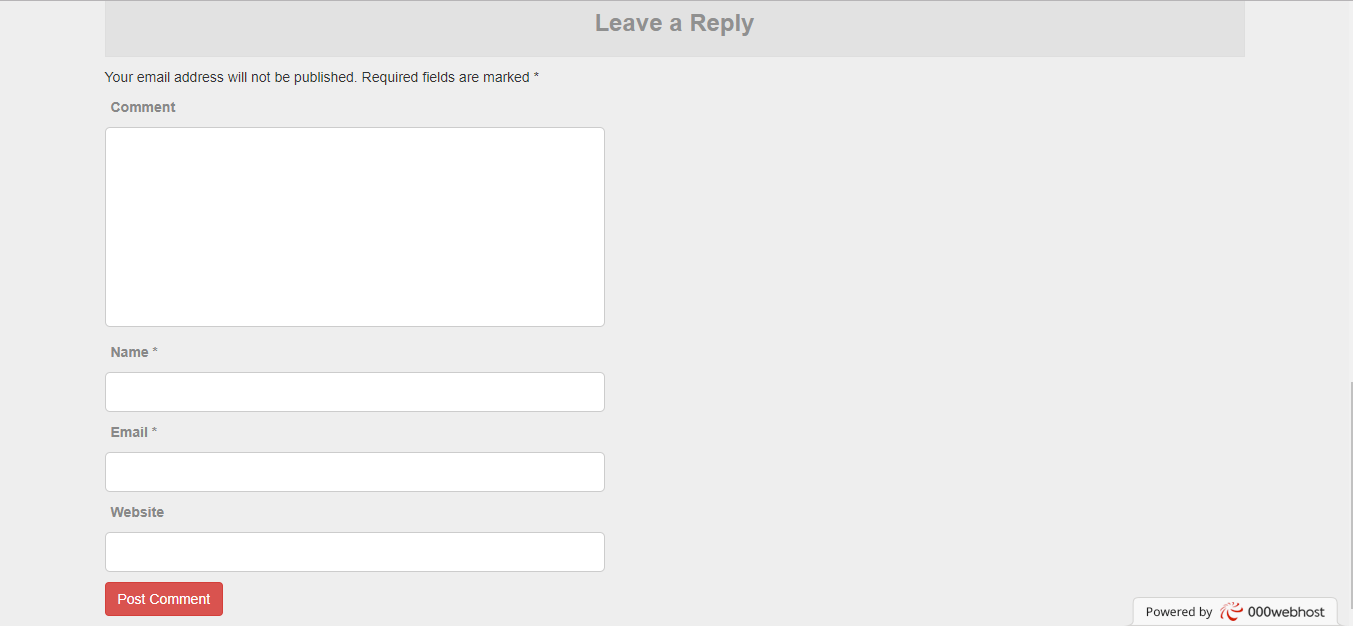 Leave a Reply
Your email address will not be published. Required fields are marked *
Comment
Name *
Email *
Website
Post Comment
Powered by 000webhost